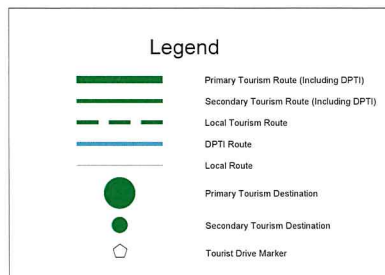 Legend
Primary Tourism Route (Including DPTI)
Secondary Tourism Route (Including DPTI)
Local Tourism Route
DPTI Route
Local Route
Primary Tourism Destination
Secondary Tourism Destination
Tourist Drive Marker